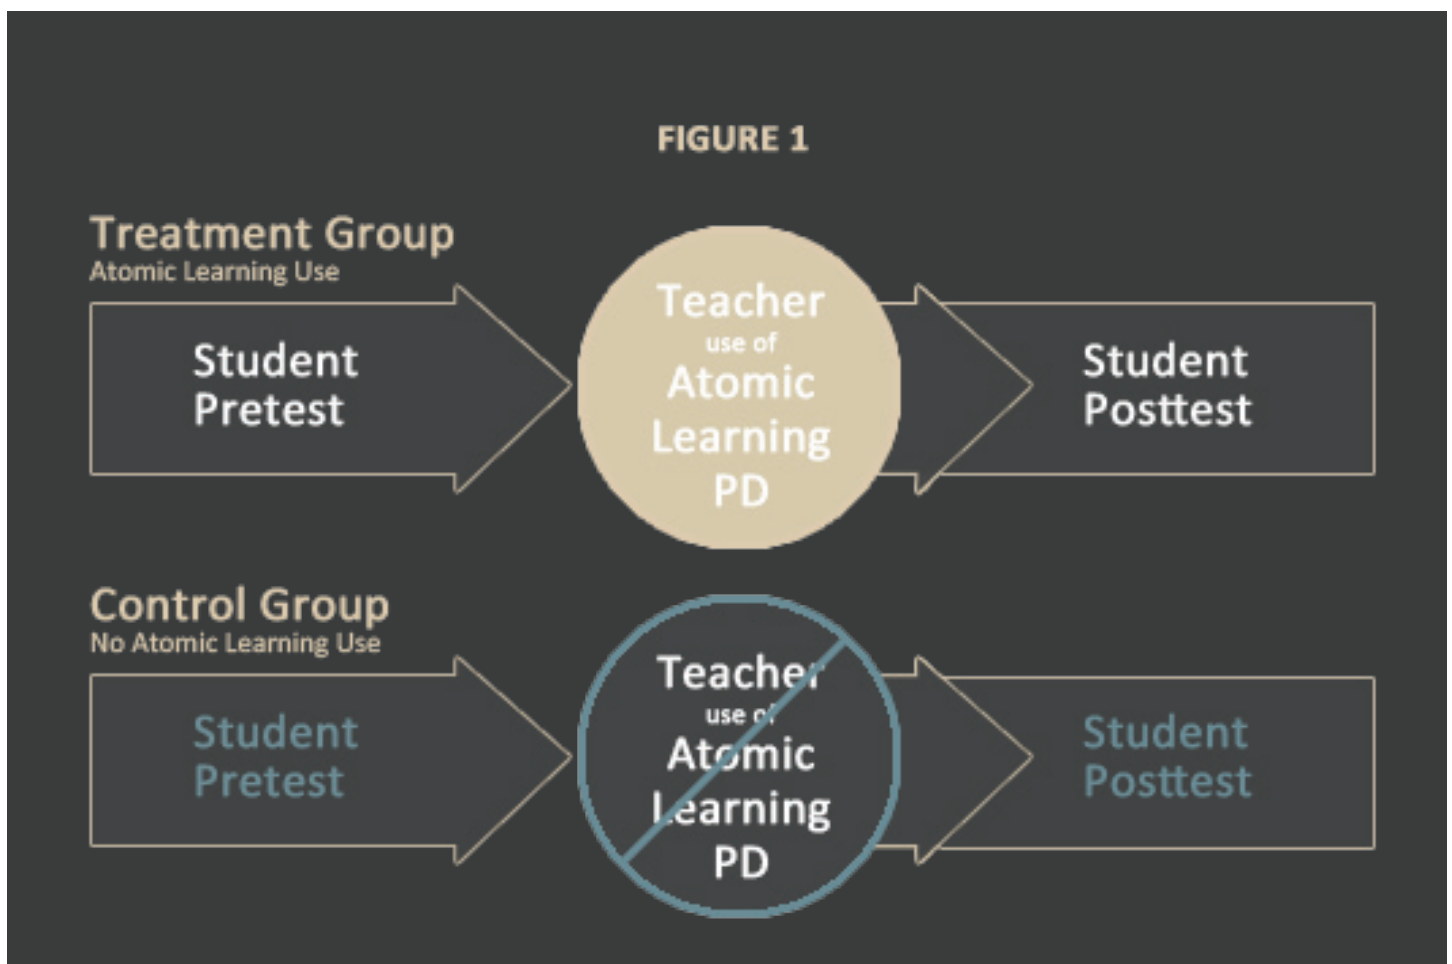 FIGURE 1
Treatment Group
Atomic Learning Use
Student
Pretest
Teacher
use of
Atomic
Learning
PD
Student
Posttest
Control Group
No Atomic Learning Use
Student
Pretest
Teacher
use of
Atomic
Learning
PD
Student
Posttest